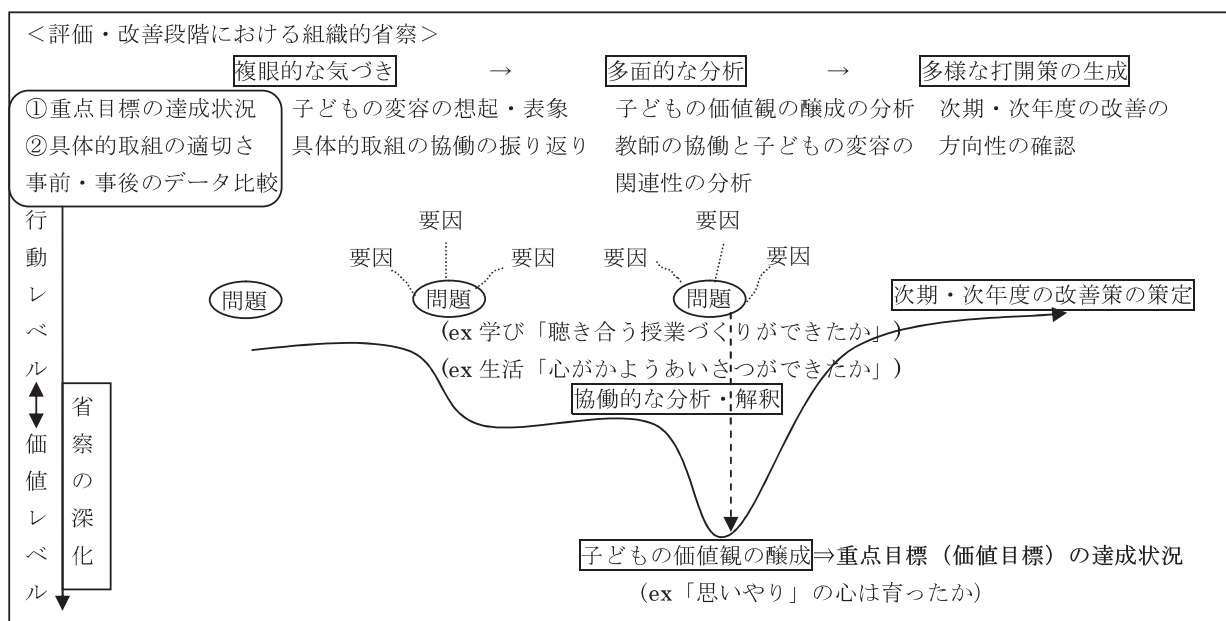 ＜評価・改善段階における組織的省察＞
複眼的な気づき → 多面的な分析 → 多様な打開策の生成
①重点目標の達成状況 子どもの変容の想起・表象 子どもの価値観の醸成の分析 次期・次年度の改善の
②具体的取組の適切さ 具体的取組の協働の振り返り 教師の協働と子どもの変容の 方向性の確認
事前・事後のデータ比較 関連性の分析
行動レベル
価値レベル
省察の深化
問題
要因
要因 要因
問題
要因
要因 要因
問題
次期・次年度の改善策の策定
(ex 学び「聴き合う授業づくりができたか」)
(ex 生活「心がかようあいさつができたか」)
協働的な分析・解釈
子どもの価値観の醸成⇒重点目標（価値目標）の達成状況
（ex「思いやり」の心は育ったか）